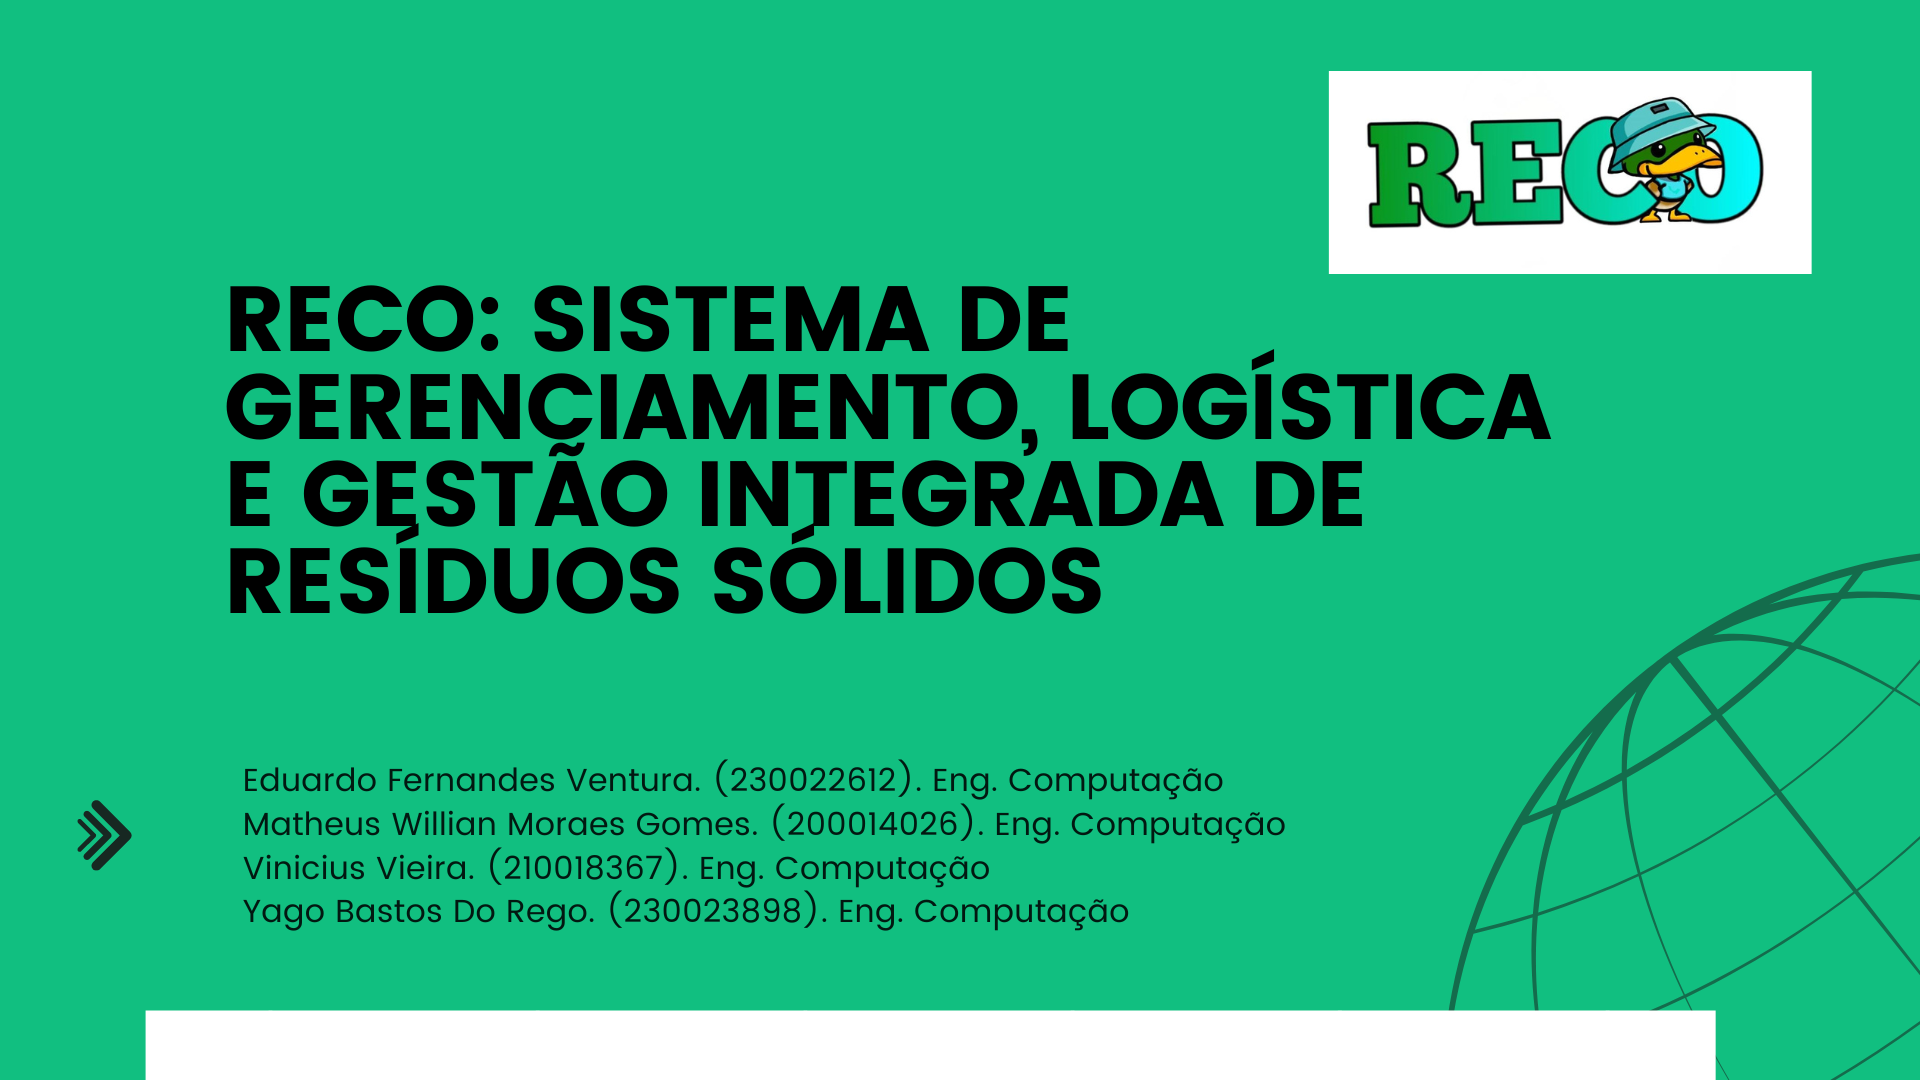 RECO
RECO: SISTEMA DE
GERENCIAMENTO, LOGÍSTICA
E GESTÃO INTEGRADA DE
RESÍDUOS SÓLIDOS
Eduardo Fernandes Ventura. (230022612). Eng. Computação
Matheus Willian Moraes Gomes. (200014026). Eng. Computação
Vinicius Vieira. (210018367). Eng. Computação
Yago Bastos Do Rego. (230023898). Eng. Computação